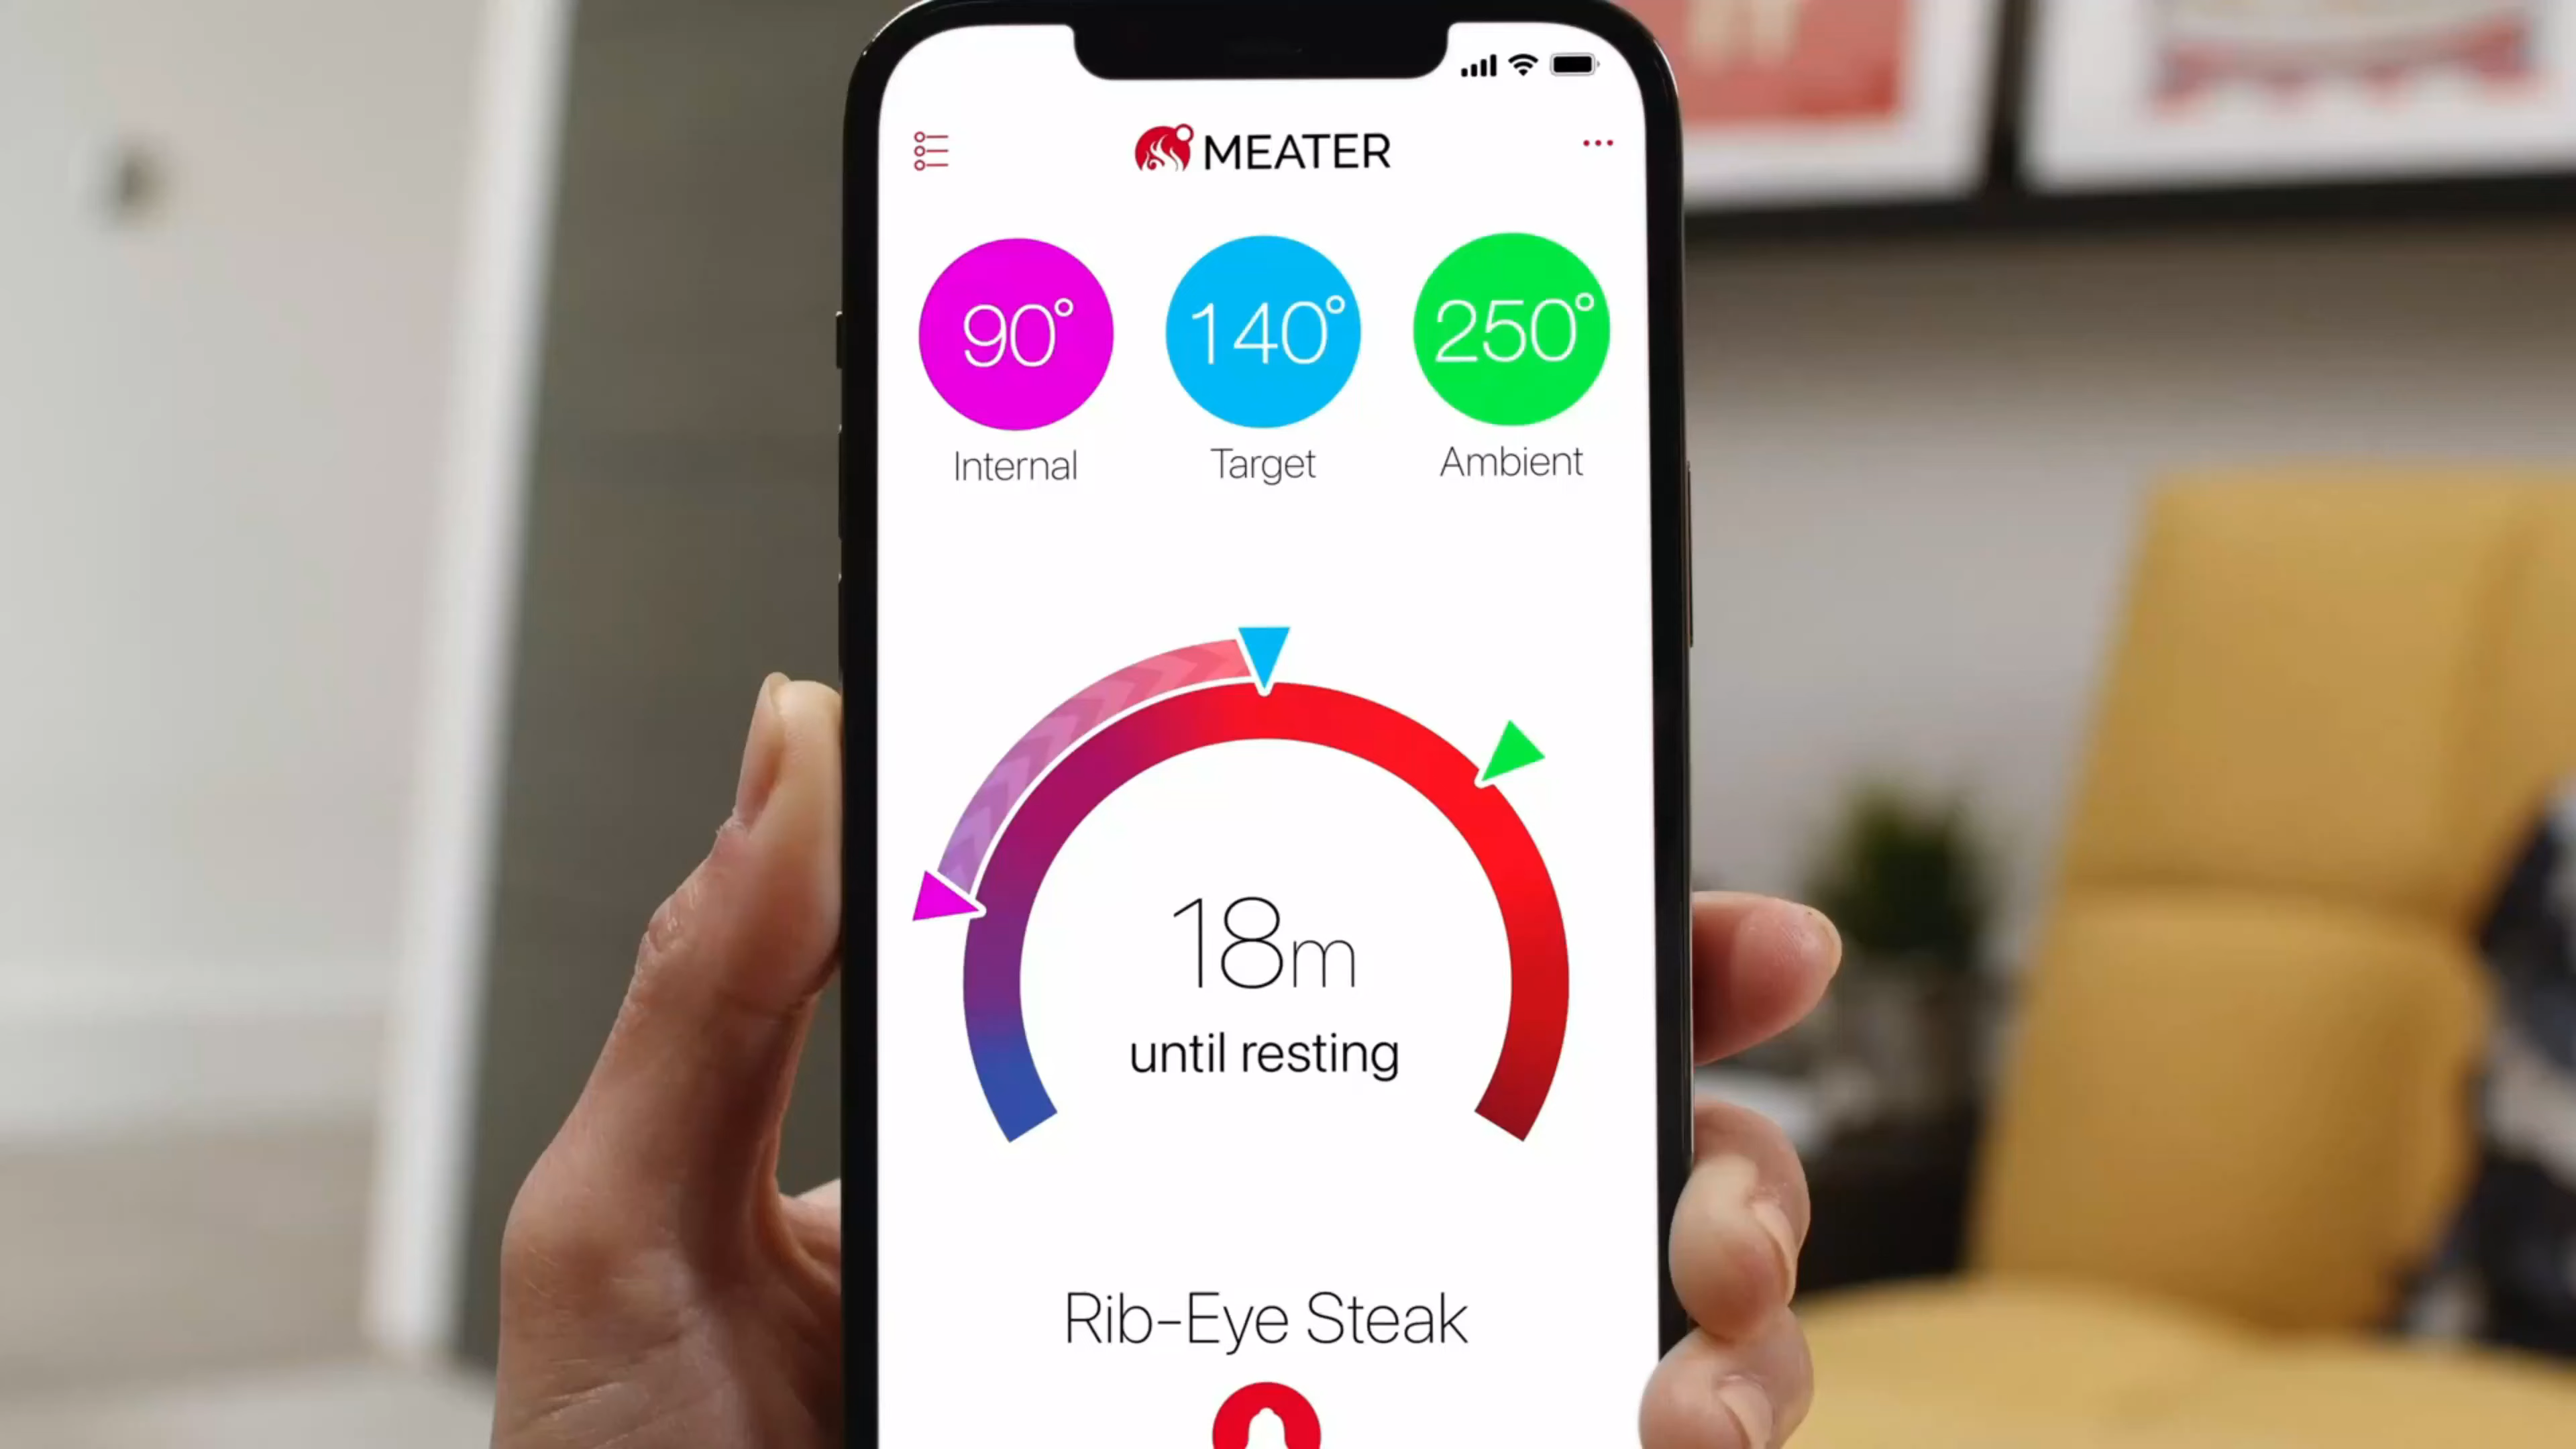 MEATER
90° 140° 250°
Internal Target Ambient
18m
until resting
Rib-Eye Steak